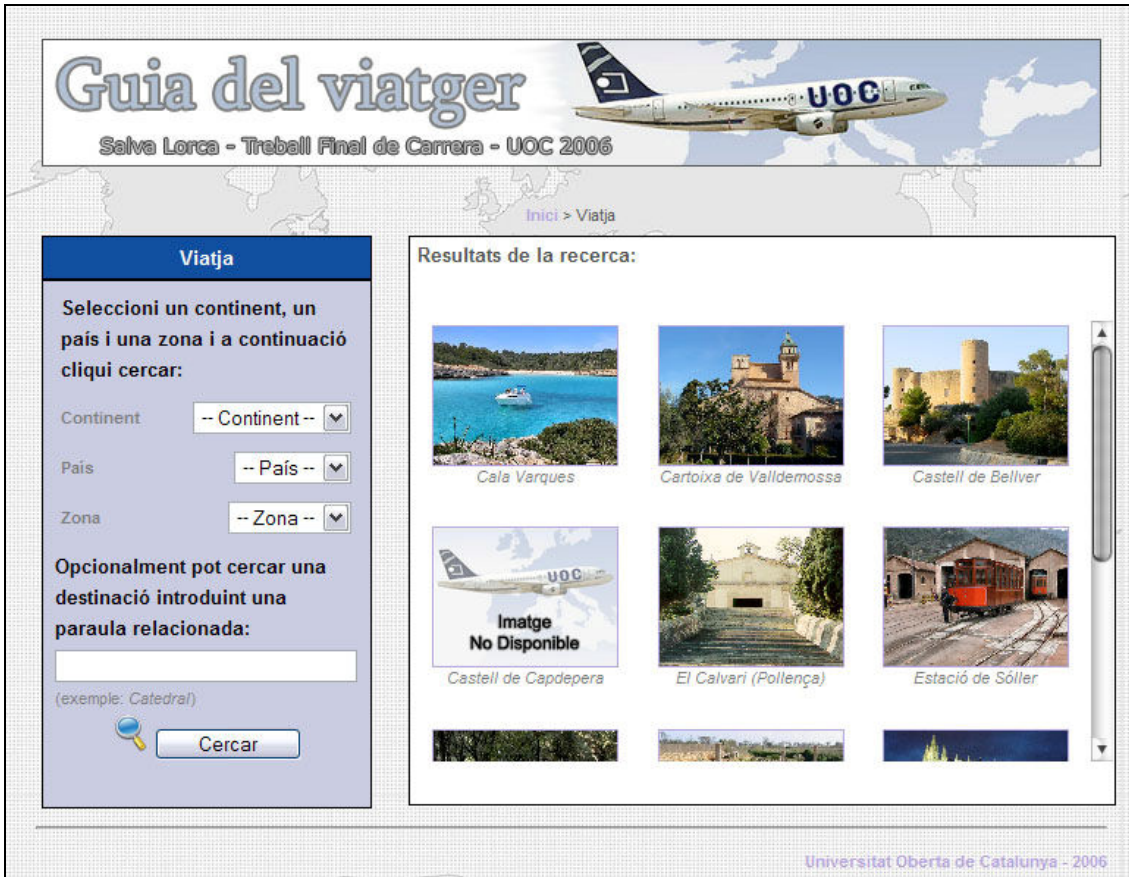 Guia del viatger
UOC
Salva Lorca - Treball Final de Carrera - UOC 2006
Inici > Viatja
Viatja
Seleccioni un continent, un
país i una zona i a continuació
cliqui cercar:
Continent -- Continent --
País -- País --
Zona -- Zona --
Opcionalment pot cercar una
destinació introduint una
paraula relacionada:
(exemple: Catedral)
Cercar
Resultats de la recerca:
Cala Varques
Cartoixa de Valldemossa
Castell de Bellver
UOC
Imatge
No Disponible
Castell de Capdepera
El Calvari (Pollença)
Estació de Sóller
Universitat Oberta de Catalunya - 2006